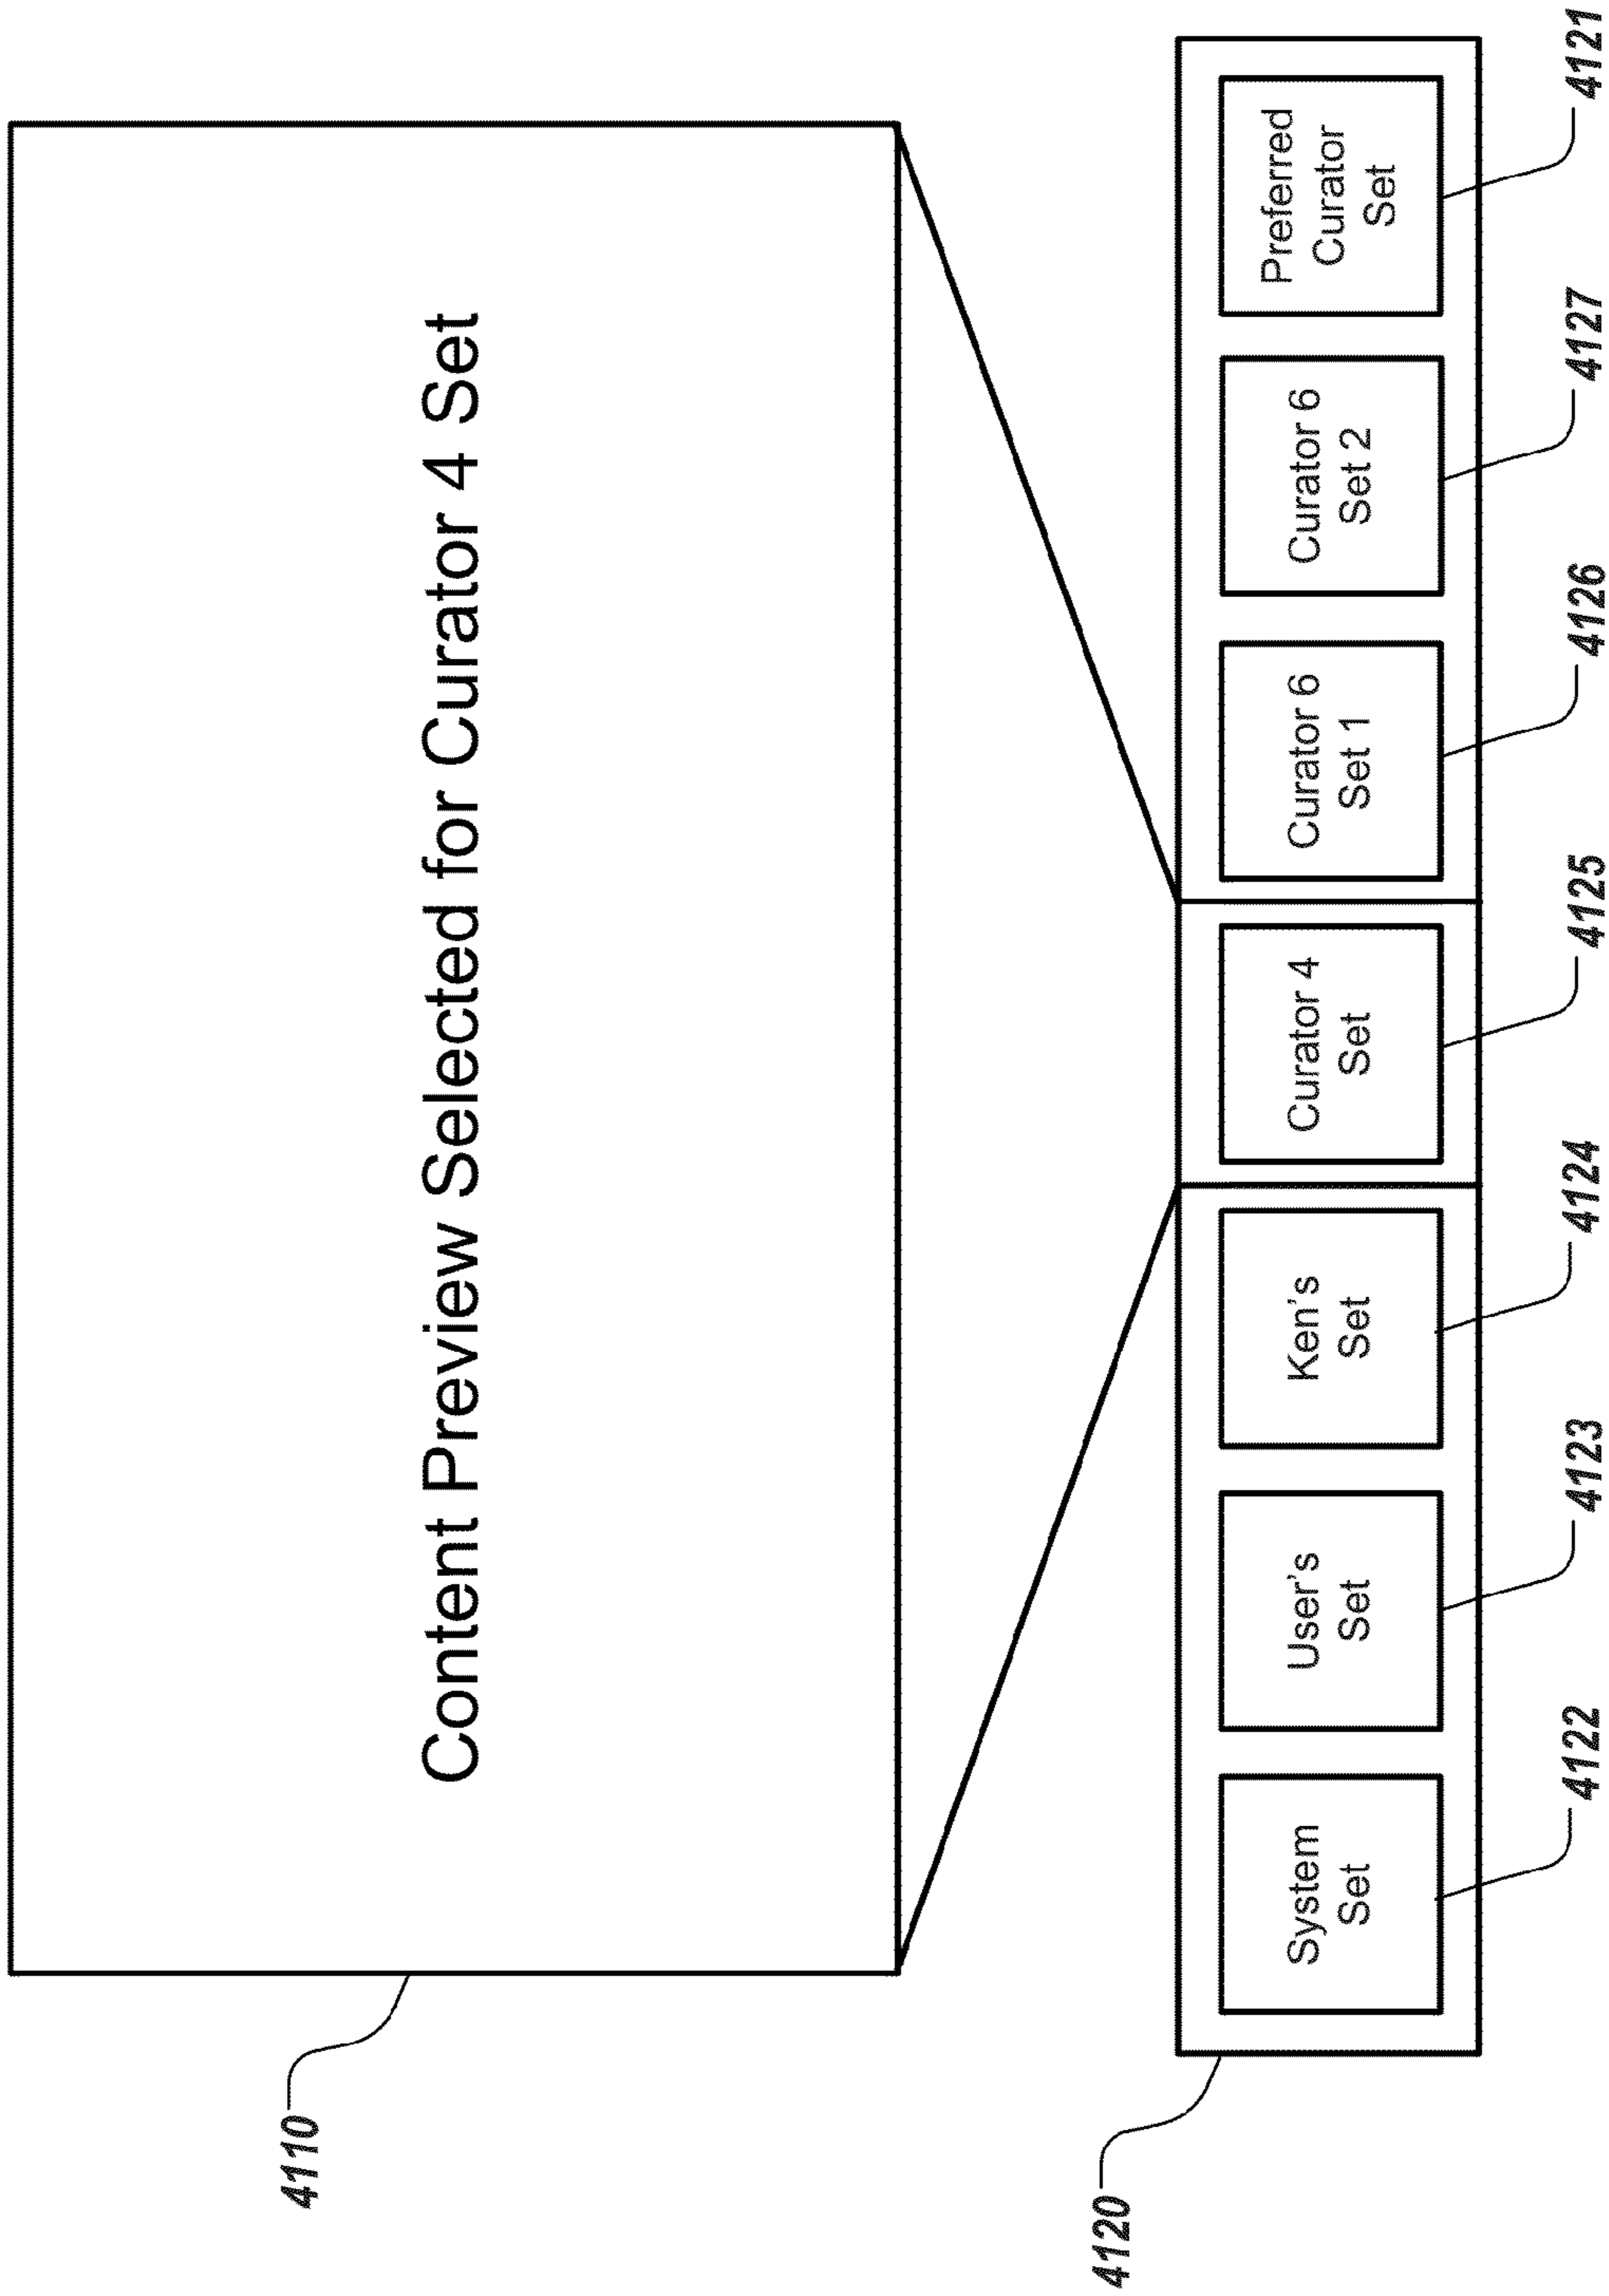 4110
Content Preview Selected for Curator 4 Set
4120
System
Set
User's
Set
Ken's
Set
Curator 4
Set
Curator 6
Set 1
Curator 6
Set 2
Preferred
Curator
Set
4122
4123
4124
4125
4126
4127
4121